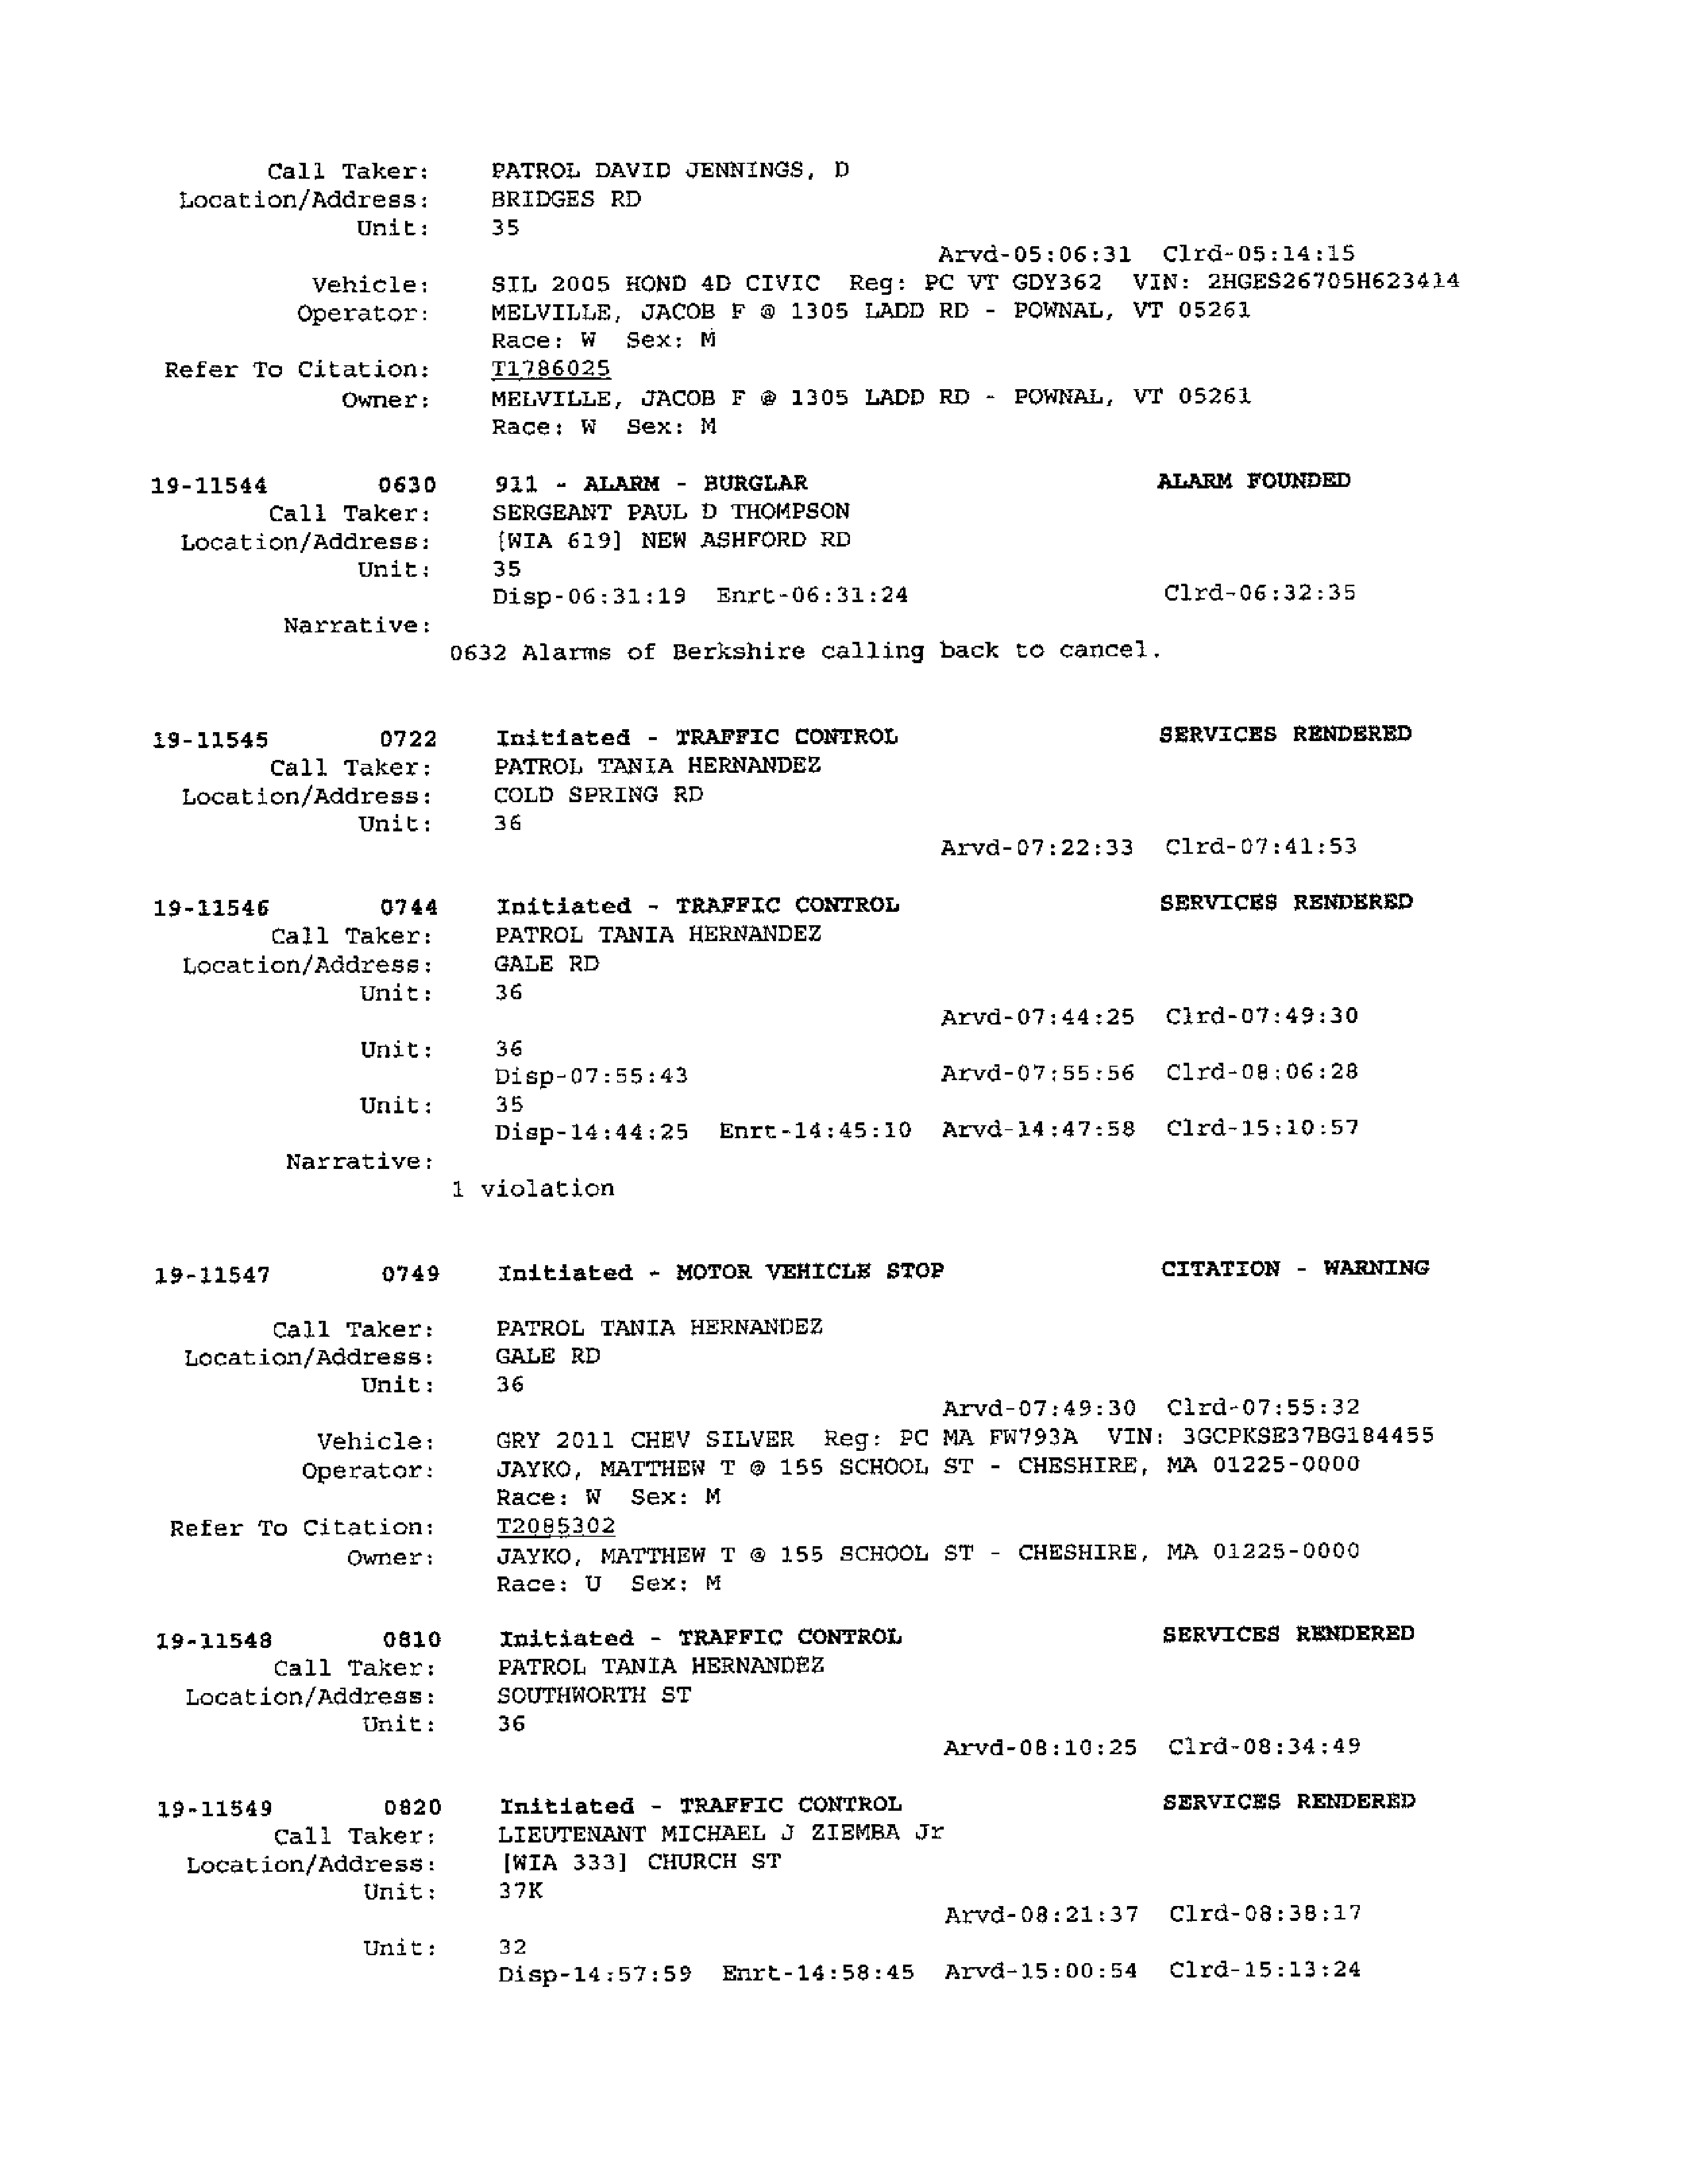 Call Taker: PATROL DAVID JENNINGS, D
Location/Address: BRIDGES RD
Unit: 35
Arvd-05:06:31 Clrd-05:14:15
Vehicle: SIL 2005 HOND 4D CIVIC Reg: PC VT GDY362 VIN: 2HGES26705H623414
Operator: MELVILLE, JACOB F @ 1305 LADD RD - POWNAL, VT 05261
Race: W Sex: M
Refer To Citation: T1786025
Owner: MELVILLE, JACOB F @ 1305 LADD RD - POWNAL, VT 05261
Race: W Sex: M
19-11544 0630 911 - ALARM - BURGLAR ALARM FOUNDED
Call Taker: SERGEANT PAUL D THOMPSON
Location/Address: [WIA 619] NEW ASHFORD RD
Unit: 35
Disp-06:31:19 Enrt-06:31:24 Clrd-06:32:35
Narrative:
0632 Alarms of Berkshire calling back to cancel.
19-11545 0722 Initiated - TRAFFIC CONTROL SERVICES RENDERED
Call Taker: PATROL TANIA HERNANDEZ
Location/Address: COLD SPRING RD
Unit: 36
Arvd-07:22:33 Clrd-07:41:53
19-11546 0744 Initiated - TRAFFIC CONTROL SERVICES RENDERED
Call Taker: PATROL TANIA HERNANDEZ
Location/Address: GALE RD
Unit: 36
Arvd-07:44:25 Clrd-07:49:30
Unit: 36
Disp-07:55:43 Arvd-07:55:56 Clrd-08:06:28
Unit: 35
Disp-14:44:25 Enrt-14:45:10 Arvd-14:47:58 Clrd-15:10:57
Narrative:
1 violation
19-11547 0749 Initiated - MOTOR VEHICLE STOP CITATION - WARNING
Call Taker: PATROL TANIA HERNANDEZ
Location/Address: GALE RD
Unit: 36
Arvd-07:49:30 Clrd-07:55:32
Vehicle: GRY 2011 CHEV SILVER Reg: PC MA FW793A VIN: 3GCPKSE37BG184455
Operator: JAYKO, MATTHEW T @ 155 SCHOOL ST - CHESHIRE, MA 01225-0000
Race: W Sex: M
Refer To Citation: T2085302
Owner: JAYKO, MATTHEW T @ 155 SCHOOL ST - CHESHIRE, MA 01225-0000
Race: U Sex: M
19-11548 0810 Initiated - TRAFFIC CONTROL SERVICES RENDERED
Call Taker: PATROL TANIA HERNANDEZ
Location/Address: SOUTHWORTH ST
Unit: 36
Arvd-08:10:25 Clrd-08:34:49
19-11549 0820 Initiated - TRAFFIC CONTROL SERVICES RENDERED
Call Taker: LIEUTENANT MICHAEL J ZIEMBA Jr
Location/Address: [WIA 333] CHURCH ST
Unit: 37K
Arvd-08:21:37 Clrd-08:38:17
Unit: 32
Disp-14:57:59 Enrt-14:58:45 Arvd-15:00:54 Clrd-15:13:24